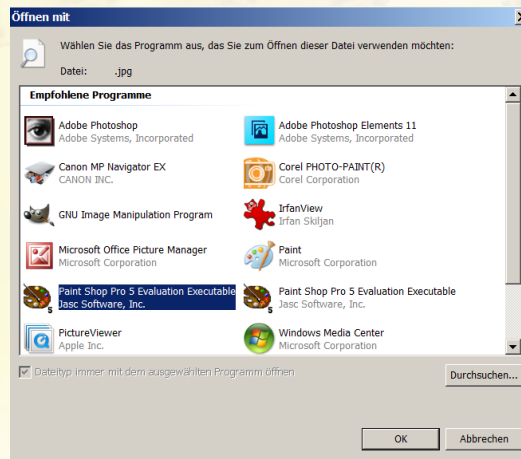 Öffnen mit
Wählen Sie das Programm aus, das Sie zum Öffnen dieser Datei verwenden möchten:
Datei: .jpg
Empfohlene Programme
Adobe Photoshop
Adobe Systems, Incorporated
Adobe Photoshop Elements 11
Adobe Systems, Incorporated
Canon MP Navigator EX
CANON INC.
Corel PHOTO-PAINT(R)
Corel Corporation
GNU Image Manipulation Program
IrfanView
Irfan Skiljan
Microsoft Office Picture Manager
Microsoft Corporation
Paint
Microsoft Corporation
Paint Shop Pro 5 Evaluation Executable
Jasc Software, Inc.
5
Paint Shop Pro 5 Evaluation Executable
Jasc Software, Inc.
5
PictureViewer
Apple Inc.
Windows Media Center
Microsoft Corporation
Dateityp immer mit dem ausgewählten Programm öffnen
Durchsuchen...
OK
Abbrechen